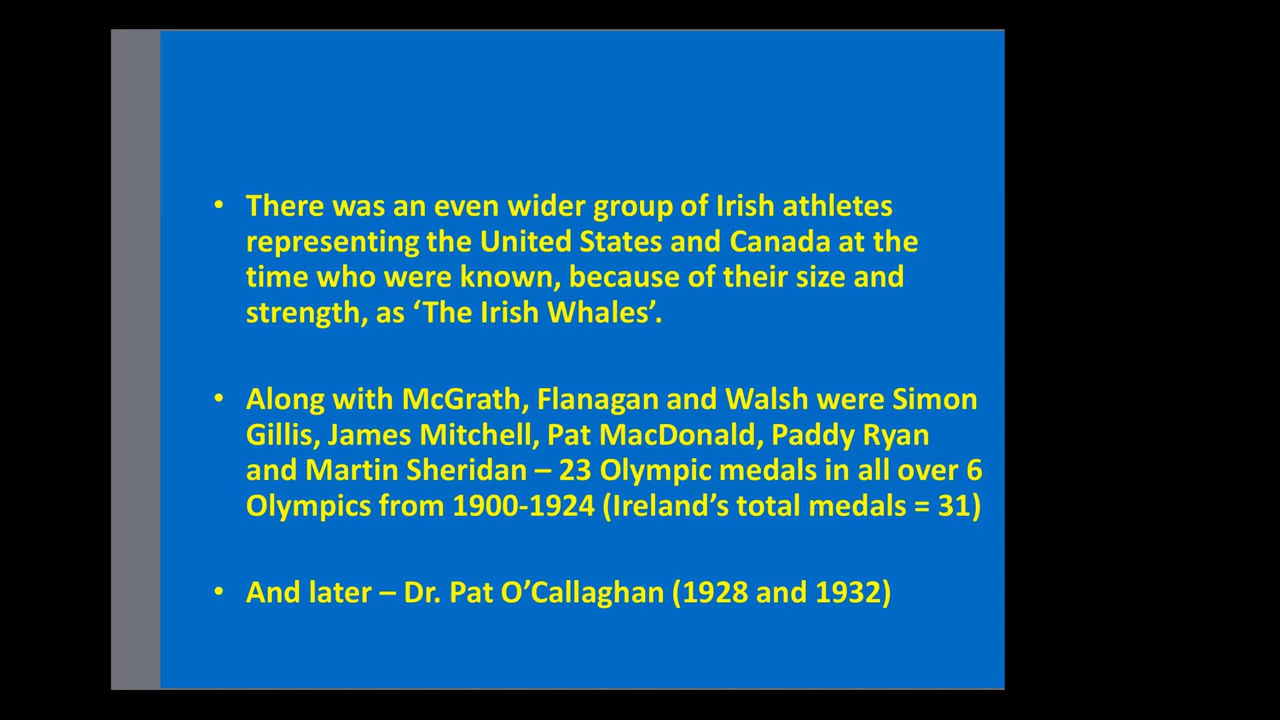 • There was an even wider group of Irish athletes
representing the United States and Canada at the
time who were known, because of their size and
strength, as ‘The Irish Whales’.
• Along with McGrath, Flanagan and Walsh were Simon
Gillis, James Mitchell, Pat MacDonald, Paddy Ryan
and Martin Sheridan – 23 Olympic medals in all over 6
Olympics from 1900-1924 (Ireland’s total medals = 31)
• And later – Dr. Pat O’Callaghan (1928 and 1932)